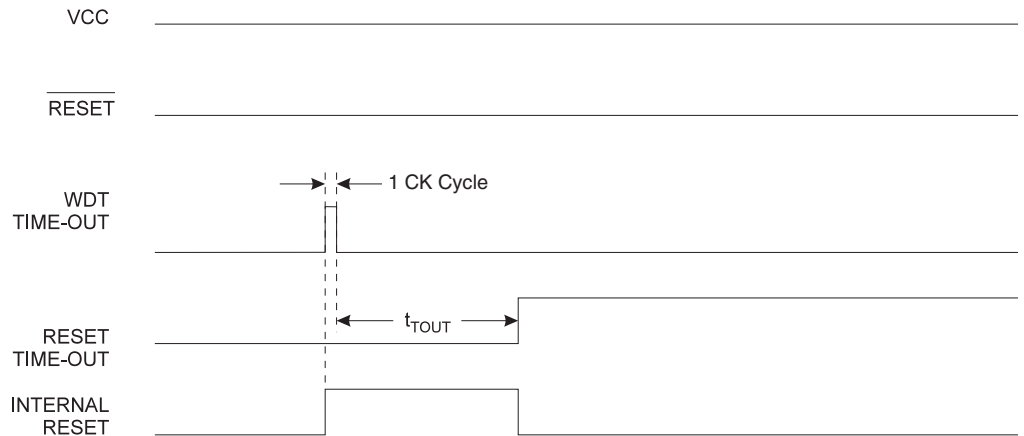 VCC
RESET
1 CK Cycle
WDT
TIME-OUT
tTOUT
RESET
TIME-OUT
INTERNAL
RESET